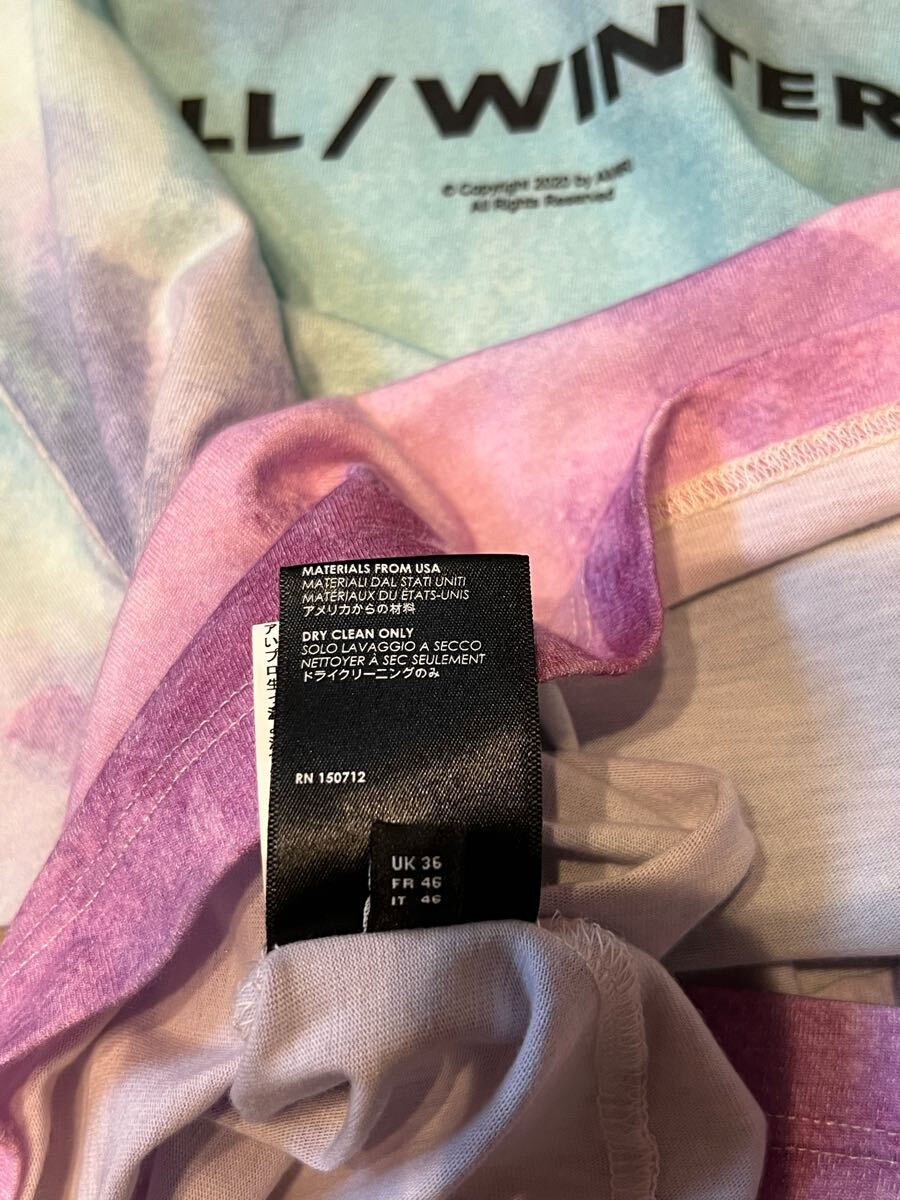 LL / WINTER
© Copyright 2020 by AMIRI
All Rights Reserved
MATERIALS FROM USA
MATERIALI DAL STATI UNITI
MATÉRIAUX DU ÉTATS-UNIS
アメリカからの材料
DRY CLEAN ONLY
SOLO LAVAGGIO A SECCO
NETTOYER À SEC SEULEMENT
ドライクリーニングのみ
RN 150712
UK 36
FR 46
IT 46